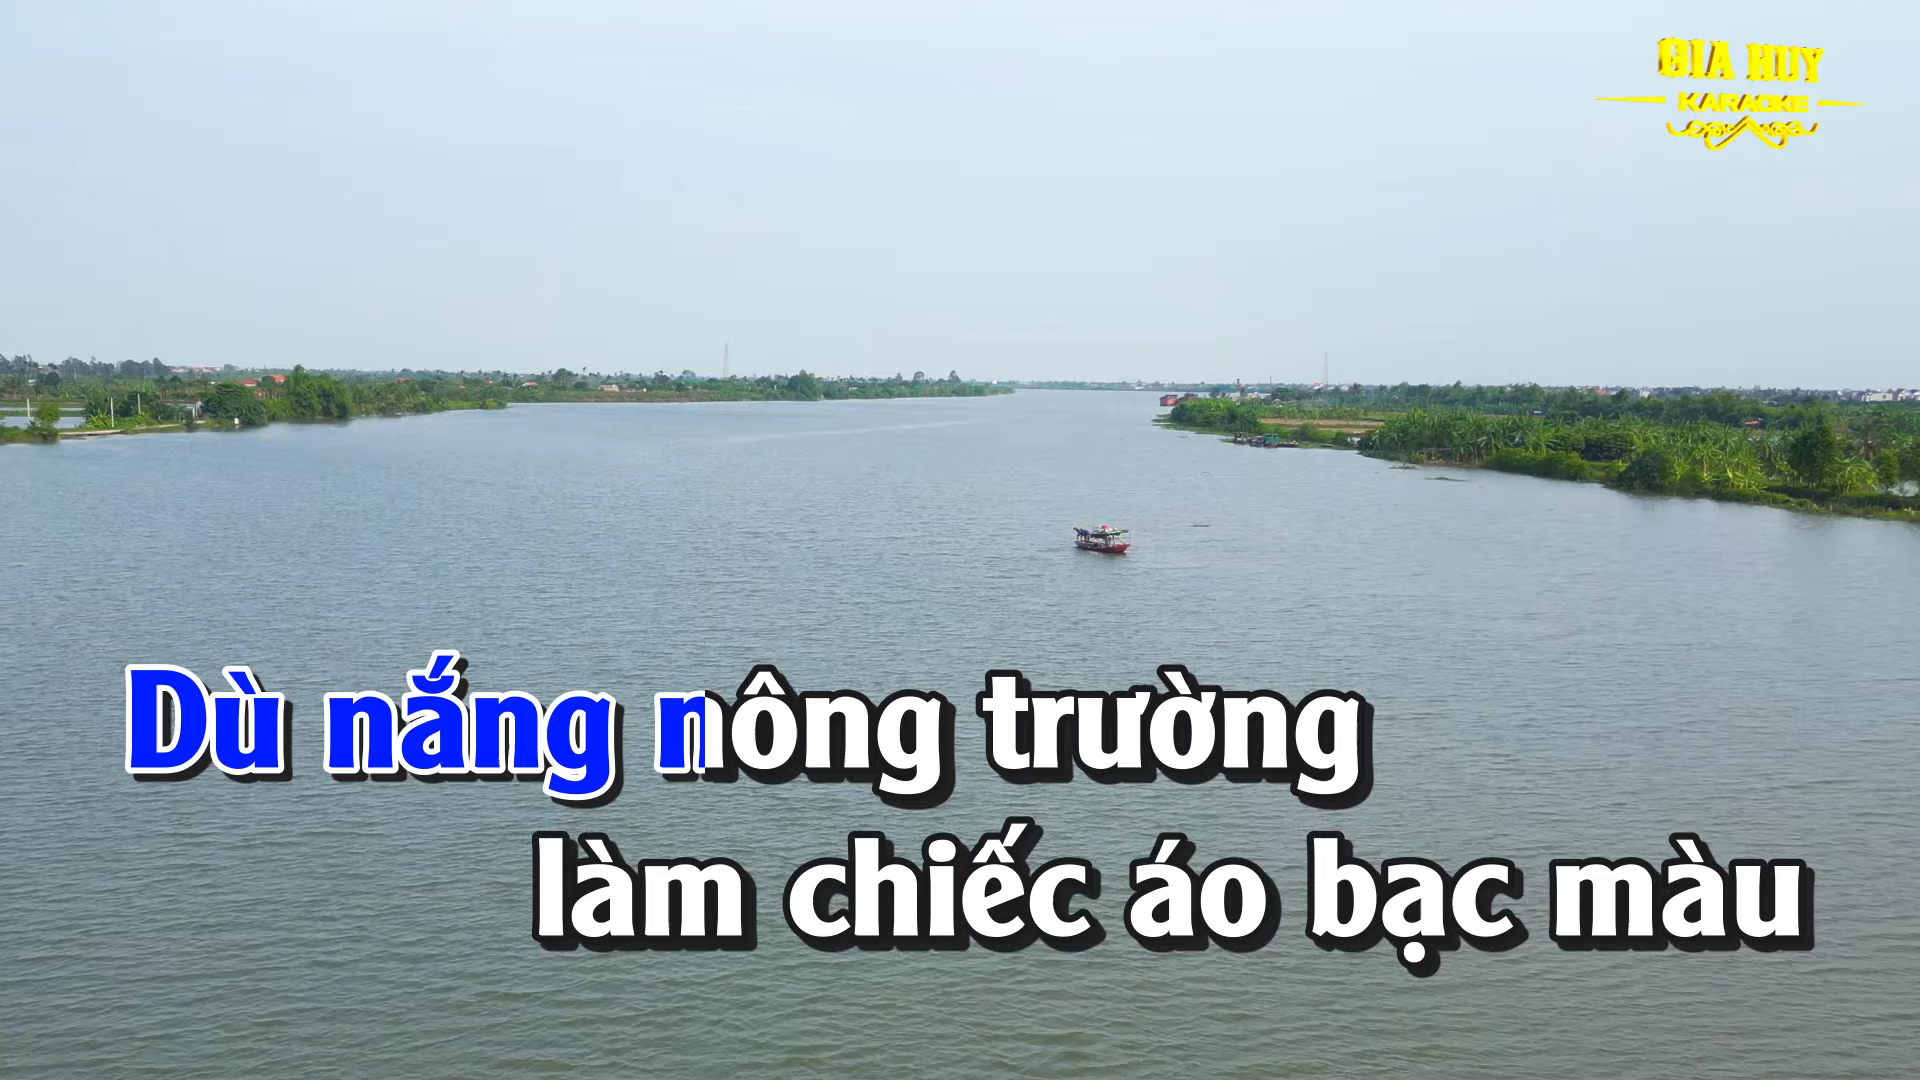 GIA HUY
KARAOKE
Dù nắng nông trường
làm chiếc áo bạc màu